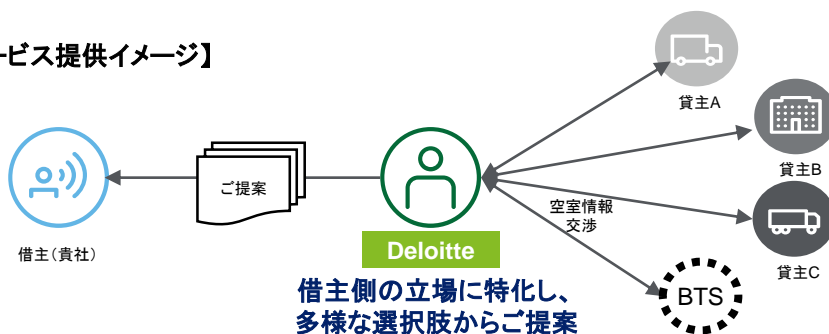 ービス提供イメージ】
貸主A
ご提案
貸主B
空室情報
交渉
借主（貴社）
Deloitte
貸主C
BTS
借主側の立場に特化し、
多様な選択肢からご提案